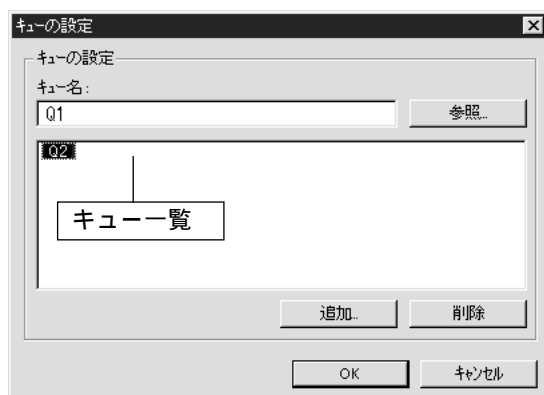 ｷｭｰの設定
ｷｭｰの設定
ｷｭｰ名:
Q1
参照...
Q2
キュー一覧
追加...
削除
OK
ｷｬﾝｾﾙ